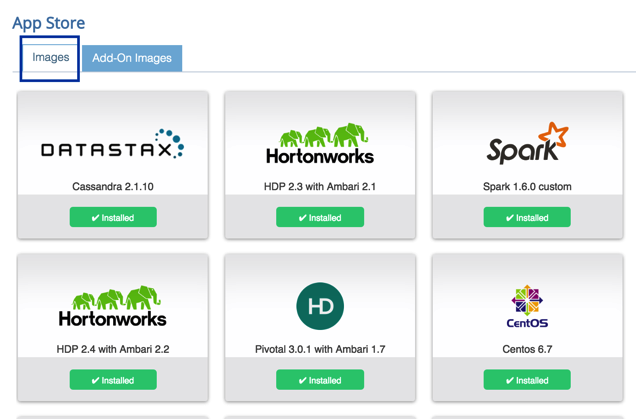 App Store
Images
Add-On Images
DATASTAX
Hortonworks
Spark
Cassandra 2.1.10
HDP 2.3 with Ambari 2.1
Spark 1.6.0 custom
✔ Installed
✔ Installed
✔ Installed
Hortonworks
HD
CentOS
HDP 2.4 with Ambari 2.2
Pivotal 3.0.1 with Ambari 1.7
Centos 6.7
✔ Installed
✔ Installed
✔ Installed